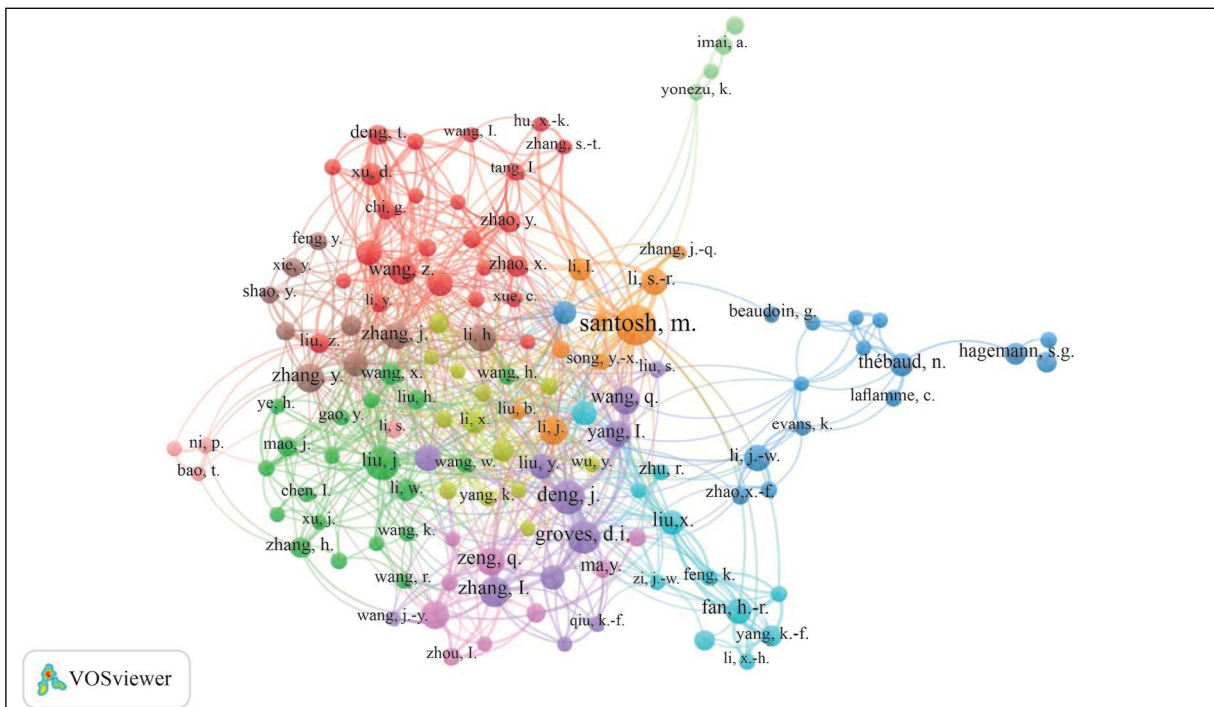 imai, a.
yonezu, k.
hu, x.-k.
deng, t.
wang, I.
zhang, s.-t.
xu, d.
tang, I.
chi, g.
zhao, y.
feng, y.
zhang, j.-q.
xie, y.
wang, z.
zhao, x.
li, I.
li, s.-r.
shao, y.
li, y.
xue, c.
beaudoin, g.
santosh, m.
liu, z.
zhang, j.
li, h.
hagemann, s.g.
song, y.-x.
thébaud, n.
zhang, y.
wang, x.
wang, h.
liu, s.
ye, h.
liu, h.
wang, q.
laflamme, c.
gao, y.
li, s.
li, x.
liu, b.
li, j.
yang, I.
evans, k.
ni, p.
mao, j.
bao, t.
liu, j.
wang, w.
liu, y.
wu, y.
zhu, r.
li, j.-w.
chen, I.
li, w.
yang, k.
deng, j.
zhao,x.-f.
xu, j.
zhang, h.
wang, k.
groves, d.i.
liu,x.
wang, r.
zeng, q.
ma,y.
zi, j.-w.
feng, k.
zhang, I.
fan, h.-r.
wang, j.-y.
qiu, k.-f.
yang, k.-f.
zhou, I.
li, x.-h.
VOSviewer